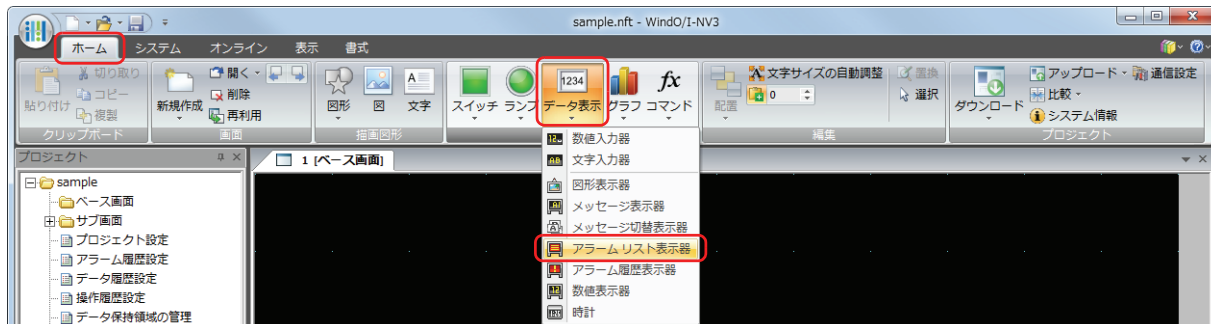 sample.nft - WindO/I-NV3
ホーム システム オンライン 表示 書式
切り取り
コピー
複製
貼り付け
クリップボード
新規作成
開く
削除
再利用
画面
図形 図 文字
描画図形
スイッチ ランプ データ表示 グラフ コマンド
1234
fx
配置
文字サイズの自動調整
0
置換
選択
編集
ダウンロード
アップロード
比較
システム情報
通信設定
プロジェクト
プロジェクト
sample
ベース画面
サブ画面
プロジェクト設定
アラーム履歴設定
データ履歴設定
操作履歴設定
データ保持領域の管理
1 [ベース画面]
数値入力器
文字入力器
図形表示器
メッセージ表示器
メッセージ切替表示器
アラーム リスト表示器
アラーム履歴表示器
数値表示器
時計